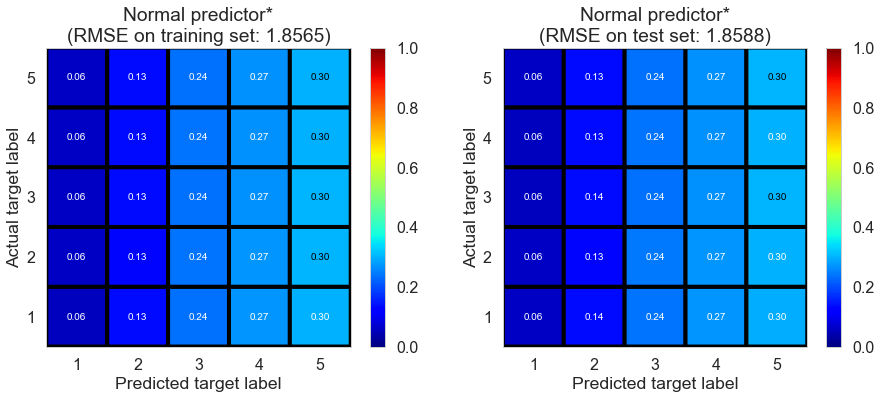 Normal predictor*
(RMSE on training set: 1.8565)
5 0.06 0.13 0.24 0.27 0.30
4 0.06 0.13 0.24 0.27 0.30
3 0.06 0.13 0.24 0.27 0.30
2 0.06 0.13 0.24 0.27 0.30
1 0.06 0.13 0.24 0.27 0.30
1 2 3 4 5
Predicted target label
Actual target label
1.0
0.8
0.6
0.4
0.2
0.0
Normal predictor*
(RMSE on test set: 1.8588)
5 0.06 0.14 0.24 0.27 0.30
4 0.06 0.13 0.24 0.27 0.30
3 0.06 0.14 0.24 0.27 0.30
2 0.06 0.13 0.24 0.27 0.30
1 0.06 0.14 0.24 0.27 0.30
1 2 3 4 5
Predicted target label
Actual target label
1.0
0.8
0.6
0.4
0.2
0.0